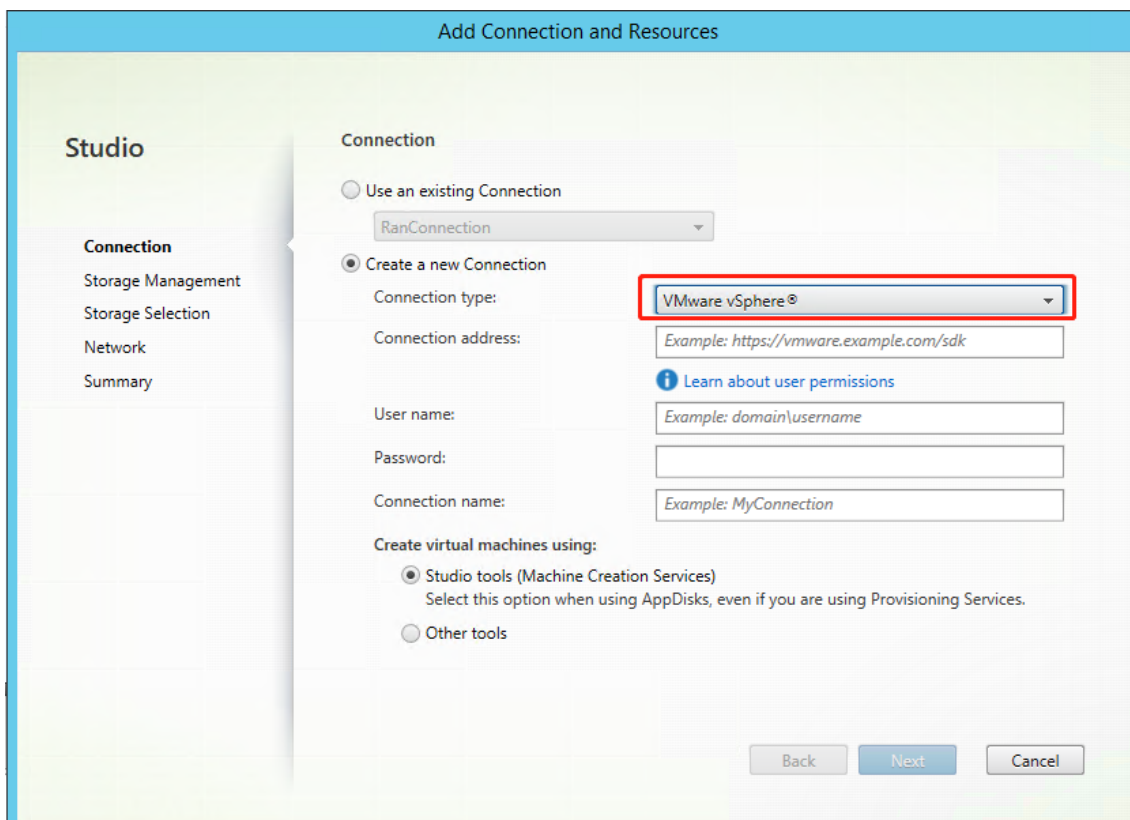 Add Connection and Resources
Studio
Connection
Storage Management
Storage Selection
Network
Summary
Connection
Use an existing Connection
RanConnection
Create a new Connection
Connection type: VMware vSphere®
Connection address: Example: https://vmware.example.com/sdk
Learn about user permissions
User name: Example: domain\username
Password:
Connection name: Example: MyConnection
Create virtual machines using:
Studio tools (Machine Creation Services)
Select this option when using AppDisks, even if you are using Provisioning Services.
Other tools
Back Next Cancel